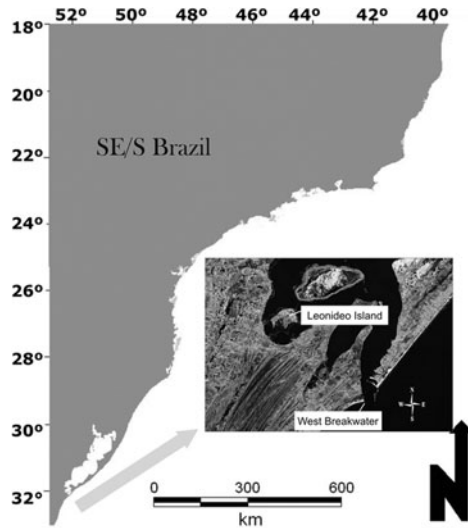 52º 50º 48º 46º 44º 42º 40º
18º
20º
22º
24º
26º
28º
30º
32º
SE/S Brazil
Leonideo Island
West Breakwater
N
W E
S
0 300 600
km
N